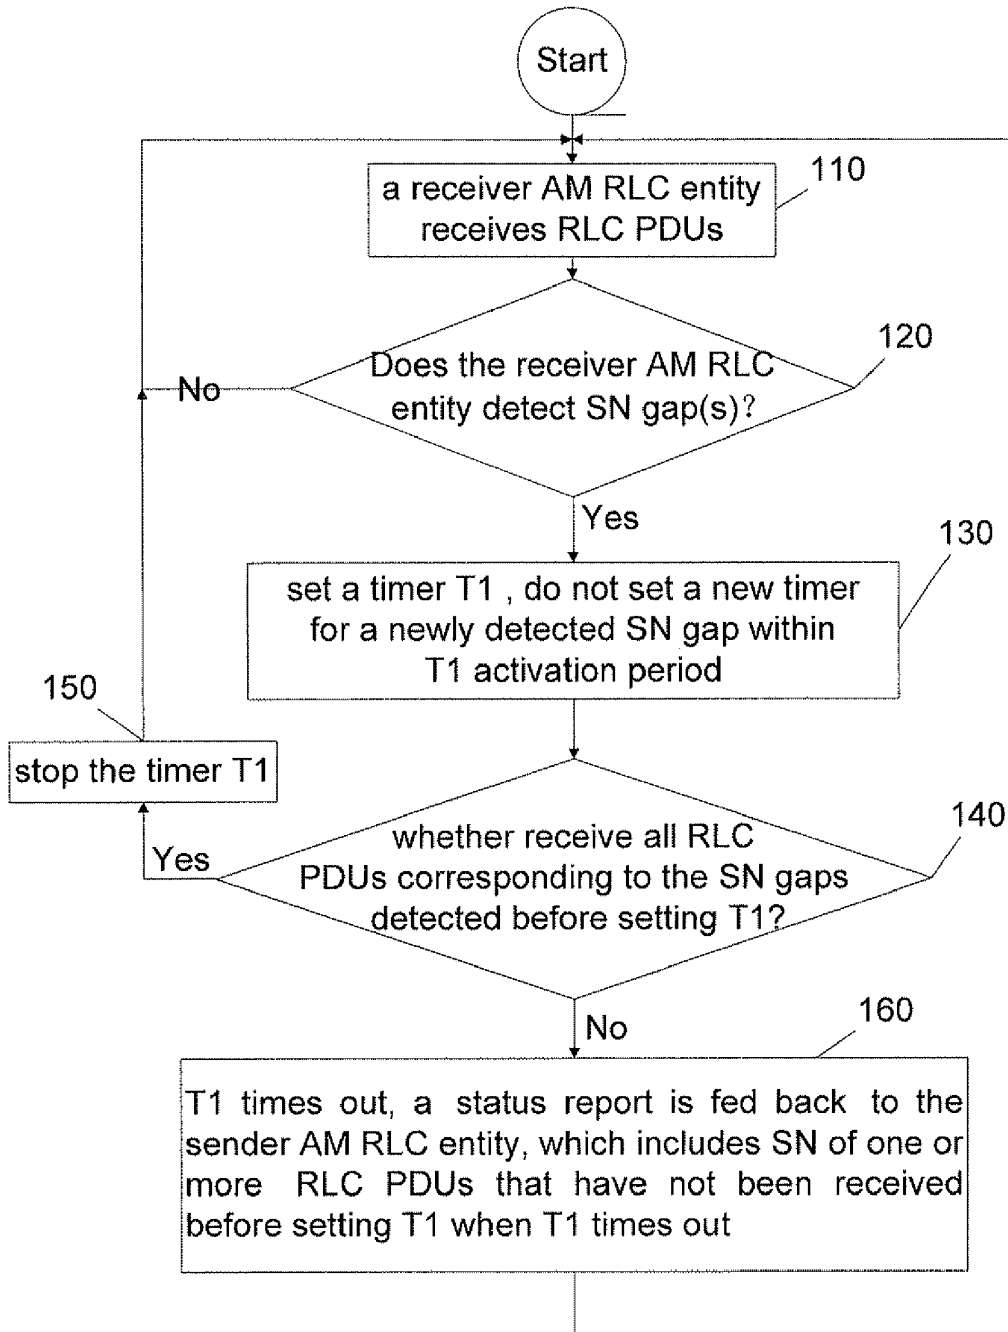 Start
110
a receiver AM RLC entity
receives RLC PDUs
120
Does the receiver AM RLC
entity detect SN gap(s)?
No
Yes
130
set a timer T1 , do not set a new timer
for a newly detected SN gap within
T1 activation period
150
stop the timer T1
140
whether receive all RLC
PDUs corresponding to the SN gaps
detected before setting T1?
Yes
No
160
T1 times out, a status report is fed back to the
sender AM RLC entity, which includes SN of one or
more RLC PDUs that have not been received
before setting T1 when T1 times out